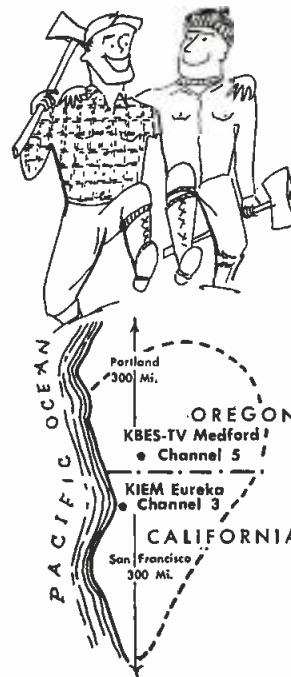 PACIFIC OCEAN
Portland
300 Mi.
OREGON
KBES-TV Medford
Channel 5
KIEM Eureka
Channel 3
CALIFORNIA
San Francisco
300 Mi.